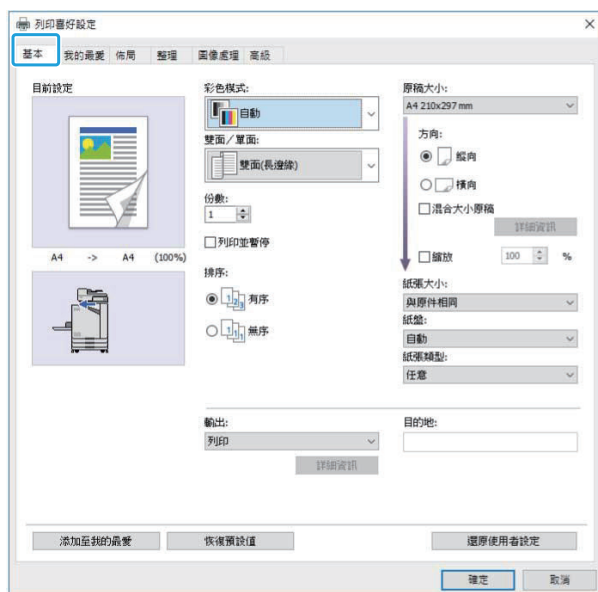 列印喜好設定
基本 我的最愛 佈局 整理 圖像處理 高級
目前設定
A4 -> A4 (100%)
彩色模式:
自動
雙面/單面:
雙面(長邊緣)
份數:
1
列印並暫停
排序:
有序
無序
原稿大小:
A4 210x297 mm
方向:
縱向
橫向
混合大小原稿
詳細資訊
縮放 100 %
紙張大小:
與原件相同
紙盤:
自動
紙張類型:
任意
輸出:
列印
詳細資訊
目的地:
添加至我的最愛 恢復預設值 還原使用者設定
確定 取消